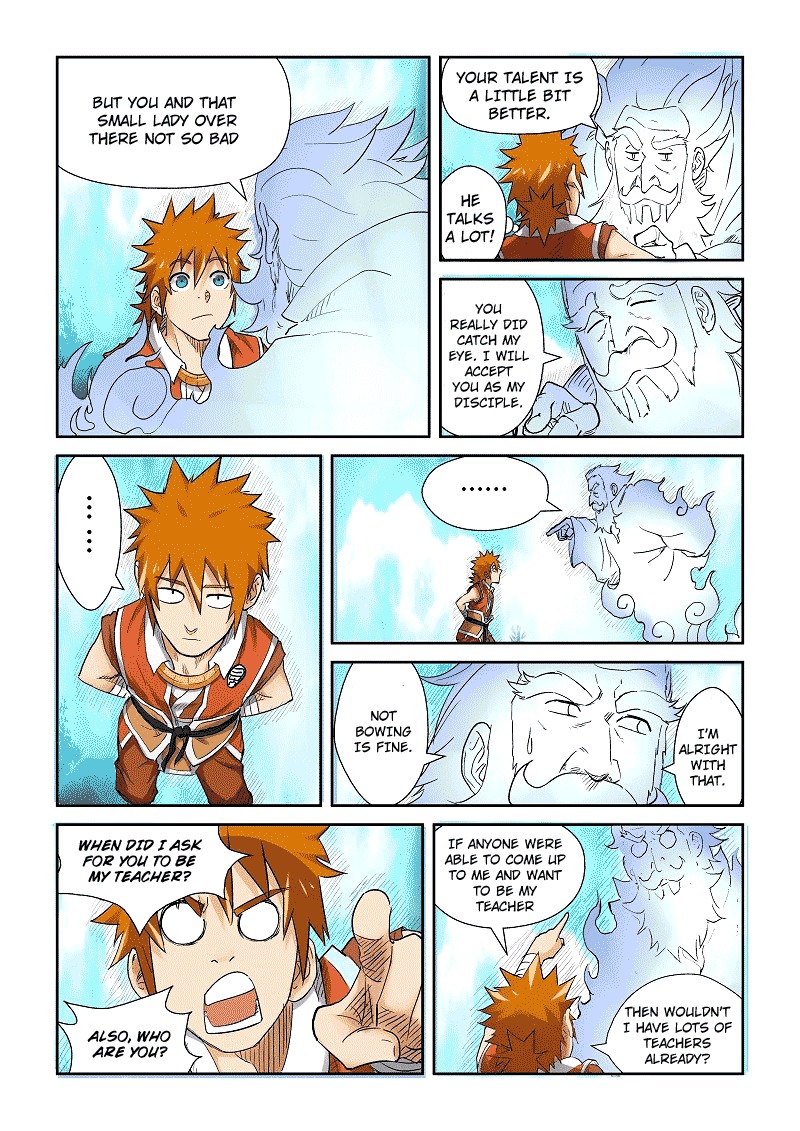 BUT YOU AND THAT
SMALL LADY OVER
THERE NOT SO BAD
YOUR TALENT IS
A LITTLE BIT
BETTER.
HE
TALKS
A LOT!
YOU
REALLY DID
CATCH MY
EYE. I WILL
ACCEPT
YOU AS MY
DISCIPLE.
.....
......
NOT
BOWING
IS FINE.
I'M
ALRIGHT
WITH
THAT.
WHEN DID I ASK
FOR YOU TO BE
MY TEACHER?
ALSO, WHO
ARE YOU?
IF ANYONE WERE
ABLE TO COME UP
TO ME AND WANT
TO BE MY
TEACHER
THEN WOULDN'T
I HAVE LOTS OF
TEACHERS
ALREADY?